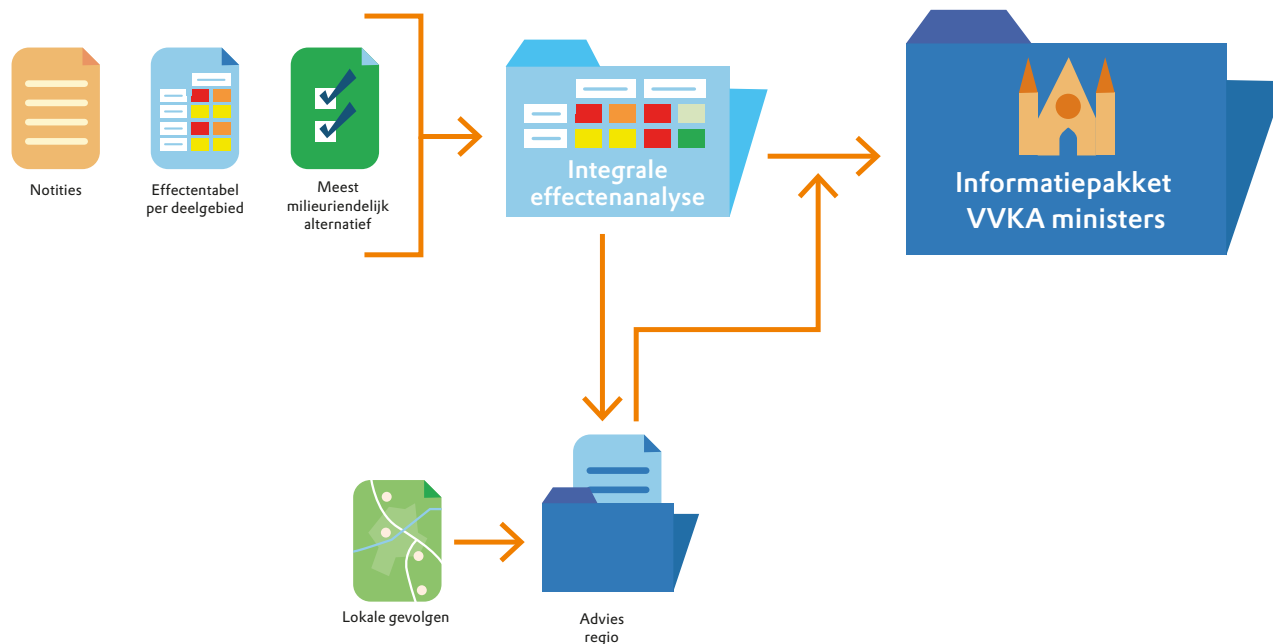 Notities
Effectentabel
per deelgebied
Meest
milieuriendelijk
alternatief
Integrale
effectenanalyse
Informatiepakket
VVKA ministers
Lokale gevolgen
Advies
regio